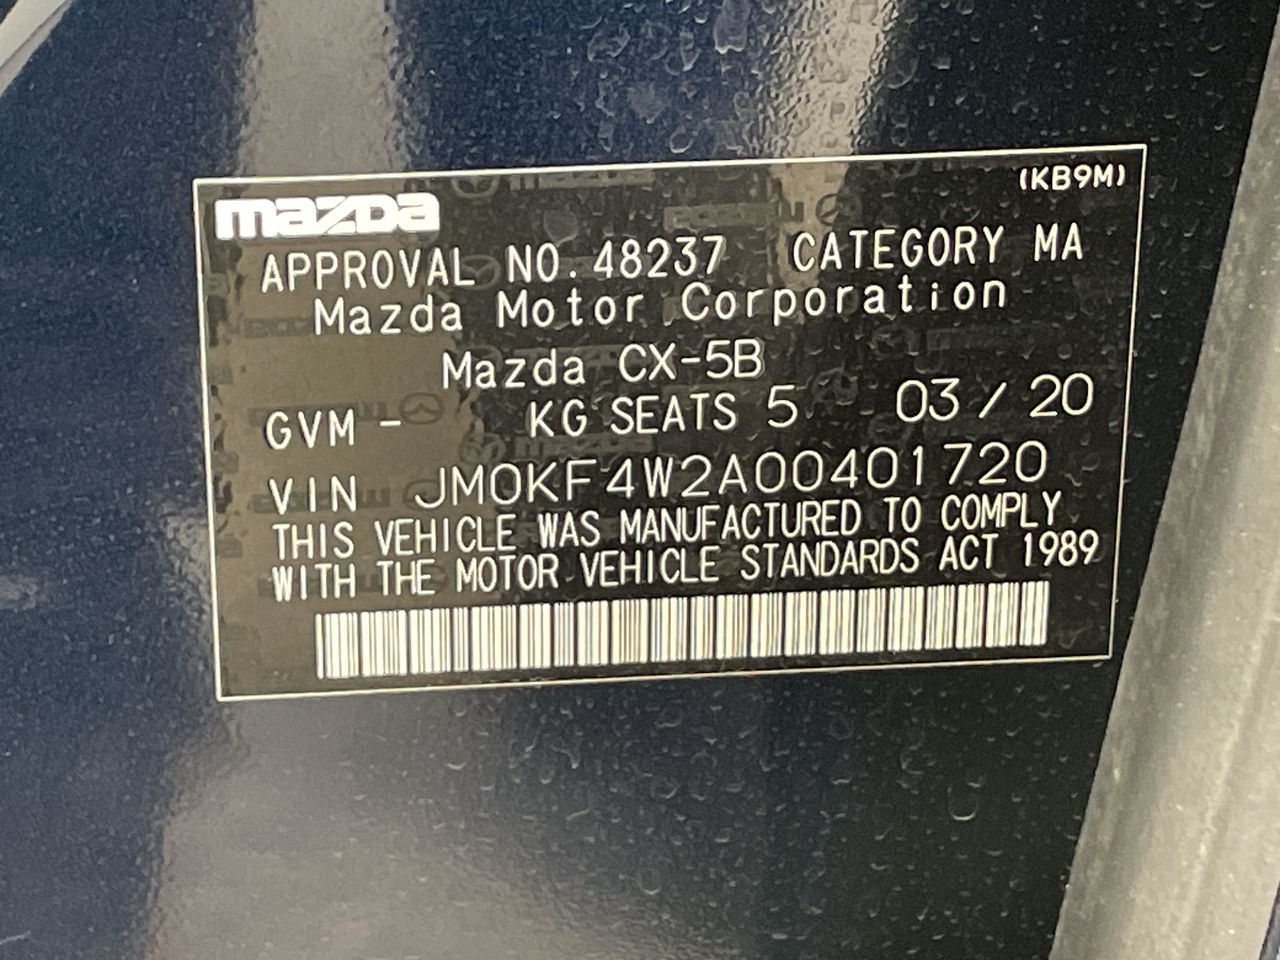 (KB9M)
mazda
APPROVAL NO. 48237 CATEGORY MA
Mazda Motor Corporation
Mazda CX-5B
GVM - KG SEATS 5 03 / 20
VIN JM0KF4W2A00401720
THIS VEHICLE WAS MANUFACTURED TO COMPLY
WITH THE MOTOR VEHICLE STANDARDS ACT 1989